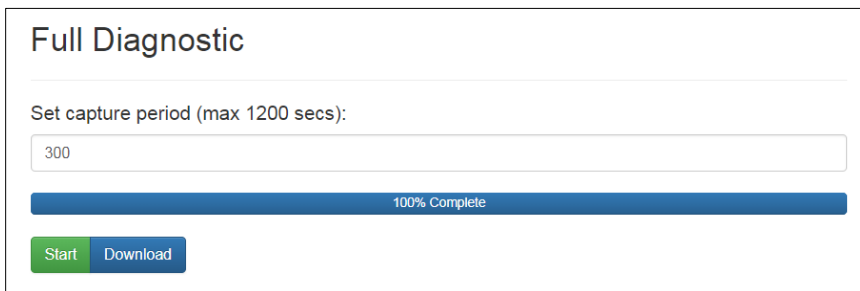 Full Diagnostic
Set capture period (max 1200 secs):
300
100% Complete
Start Download